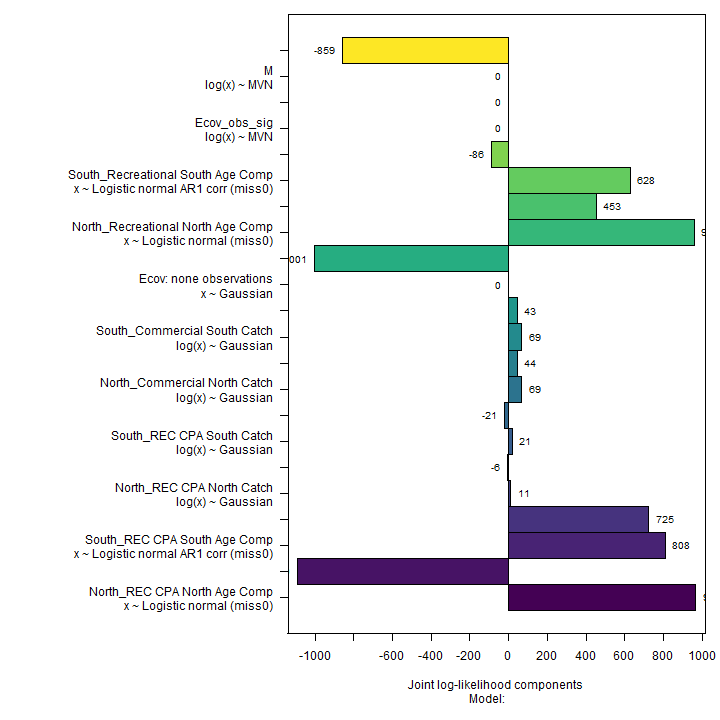 -859
M
log(x) ~ MVN
0
0
Ecov_obs_sig
log(x) ~ MVN
0
-86
South_Recreational South Age Comp
x ~ Logistic normal AR1 corr (miss0)
628
453
North_Recreational North Age Comp
x ~ Logistic normal (miss0)
9
001
Ecov: none observations
x ~ Gaussian
0
43
South_Commercial South Catch
log(x) ~ Gaussian
69
44
North_Commercial North Catch
log(x) ~ Gaussian
69
-21
South_REC CPA South Catch
log(x) ~ Gaussian
21
-6
North_REC CPA North Catch
log(x) ~ Gaussian
11
725
South_REC CPA South Age Comp
x ~ Logistic normal AR1 corr (miss0)
808
North_REC CPA North Age Comp
x ~ Logistic normal (miss0)
9
-1000 -600 -400 -200 0 200 400 600 800 1000
Joint log-likelihood components
Model: